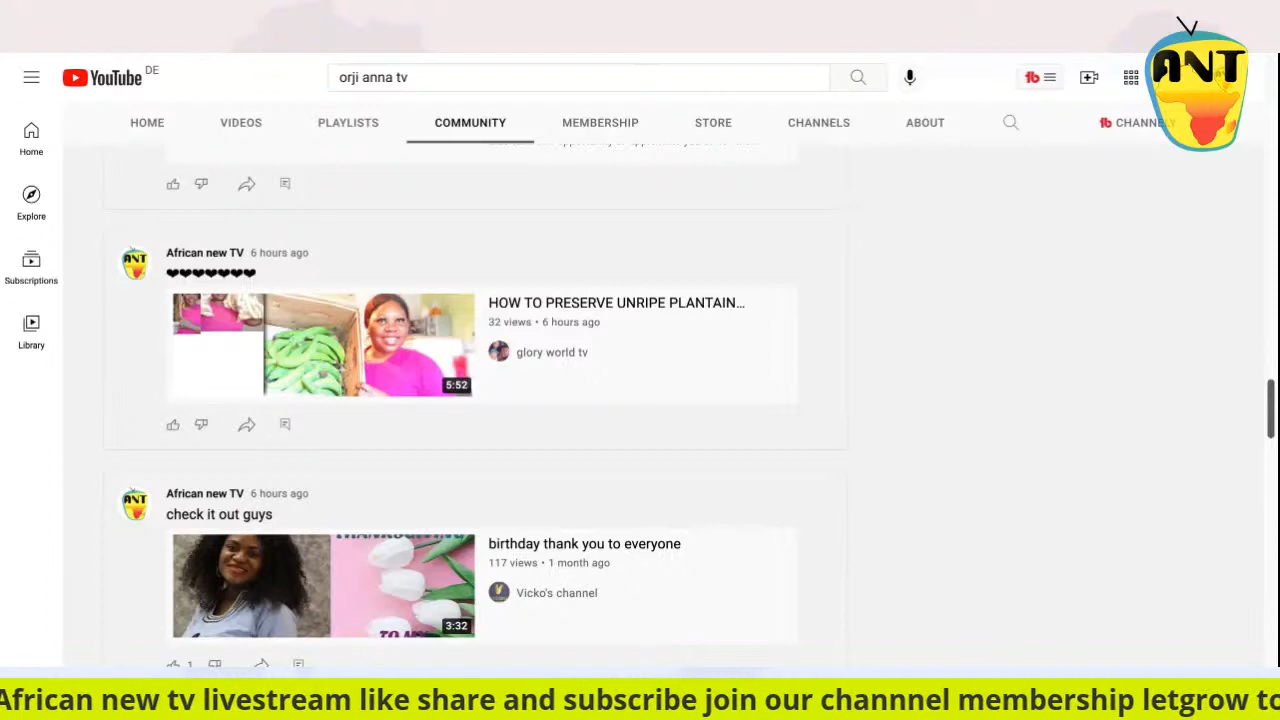 ANT
YouTube DE
orji anna tv
HOME VIDEOS PLAYLISTS COMMUNITY MEMBERSHIP STORE CHANNELS ABOUT
Home
Explore
Subscriptions
Library
African new TV 6 hours ago
❤❤❤❤❤❤❤
HOW TO PRESERVE UNRIPE PLANTAIN...
32 views • 6 hours ago
glory world tv
5:52
African new TV 6 hours ago
check it out guys
birthday thank you to everyone
117 views • 1 month ago
Vicko's channel
3:32
1
African new tv livestream like share and subscribe join our channnel membership letgrow to